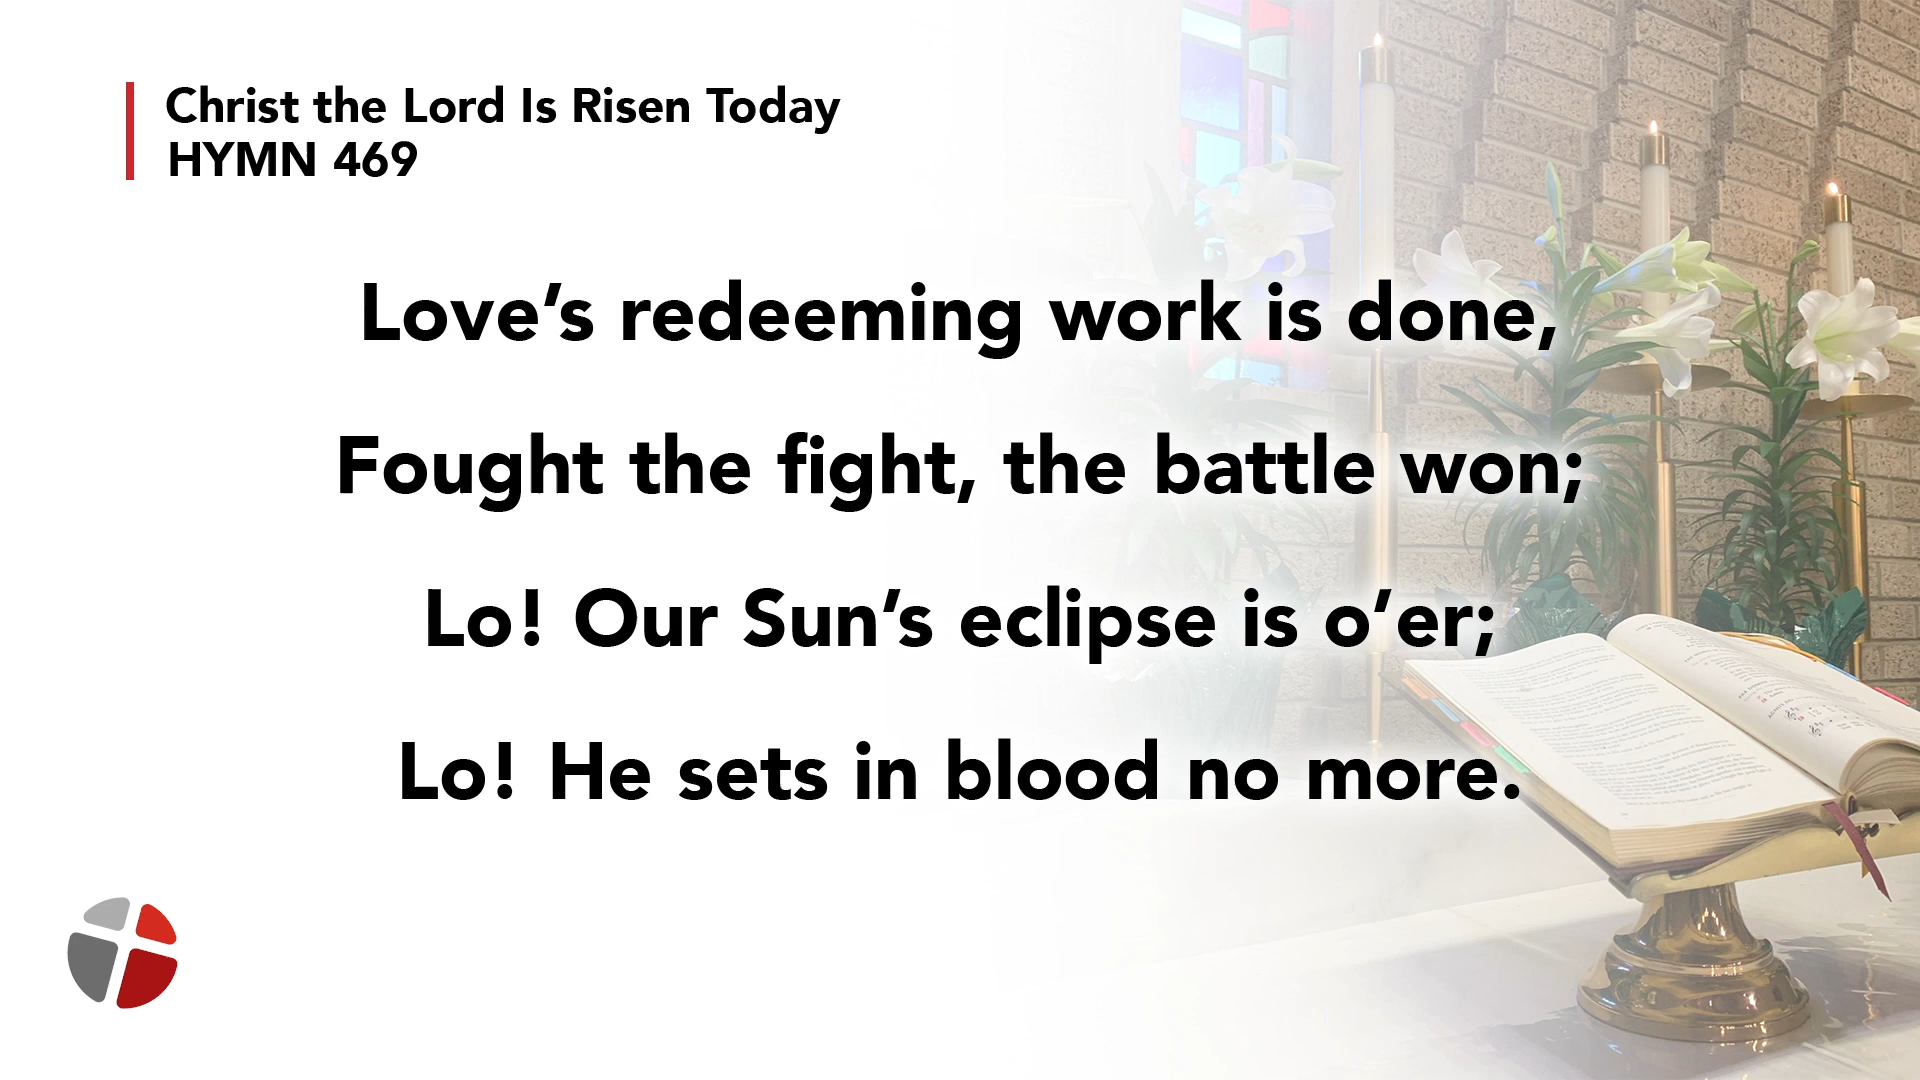 Christ the Lord Is Risen Today
HYMN 469
Love’s redeeming work is done,
Fought the fight, the battle won;
Lo! Our Sun’s eclipse is o’er;
Lo! He sets in blood no more.